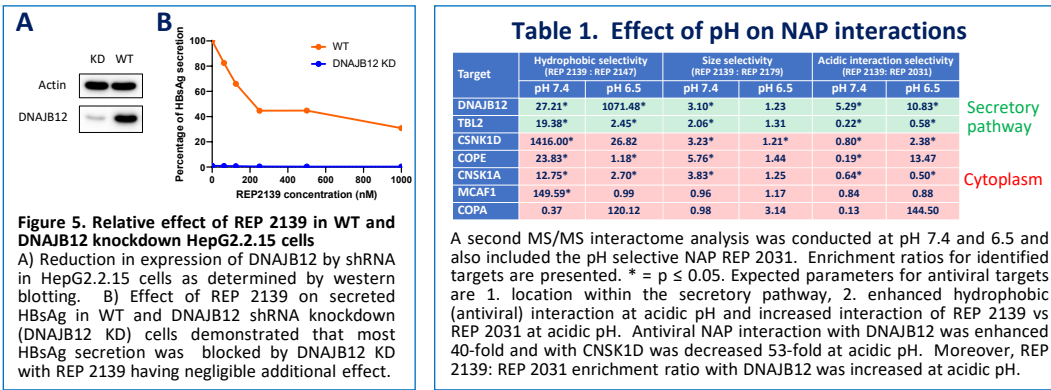 A
KD WT
Actin
DNAJB12
B
Percentage of HBsAg secretion
100
80
60
40
20
0
0 200 400 600 800 1000
REP2139 concentration (nM)
WT
DNAJB12 KD
Figure 5. Relative effect of REP 2139 in WT and
DNAJB12 knockdown HepG2.2.15 cells
A) Reduction in expression of DNAJB12 by shRNA
in HepG2.2.15 cells as determined by western
blotting. B) Effect of REP 2139 on secreted
HBsAg in WT and DNAJB12 shRNA knockdown
(DNAJB12 KD) cells demonstrated that most
HBsAg secretion was blocked by DNAJB12 KD
with REP 2139 having negligible additional effect.
Table 1. Effect of pH on NAP interactions
Target Hydrophobic selectivity (REP 2139 : REP 2147) Size selectivity (REP 2139 : REP 2179) Acidic interaction selectivity (REP 2139: REP 2031)
pH 7.4 pH 6.5 pH 7.4 pH 6.5 pH 7.4 pH 6.5
DNAJB12 27.21* 1071.48* 3.10* 1.23 5.29* 10.83*
TBL2 19.38* 2.45* 2.06* 1.31 0.22* 0.58*
CSNK1D 1416.00* 26.82 3.23* 1.21* 0.80* 2.38*
COPE 23.83* 1.18* 5.76* 1.44 0.19* 13.47
CNSK1A 12.75* 2.70* 3.83* 1.25 0.64* 0.50*
MCAF1 149.59* 0.99 0.96 1.17 0.84 0.88
COPA 0.37 120.12 0.98 3.14 0.13 144.50
Secretory
pathway
Cytoplasm
A second MS/MS interactome analysis was conducted at pH 7.4 and 6.5 and
also included the pH selective NAP REP 2031. Enrichment ratios for identified
targets are presented. * = p ≤ 0.05. Expected parameters for antiviral targets
are 1. location within the secretory pathway, 2. enhanced hydrophobic
(antiviral) interaction at acidic pH and increased interaction of REP 2139 vs
REP 2031 at acidic pH. Antiviral NAP interaction with DNAJB12 was enhanced
40-fold and with CNSK1D was decreased 53-fold at acidic pH. Moreover, REP
2139: REP 2031 enrichment ratio with DNAJB12 was increased at acidic pH.